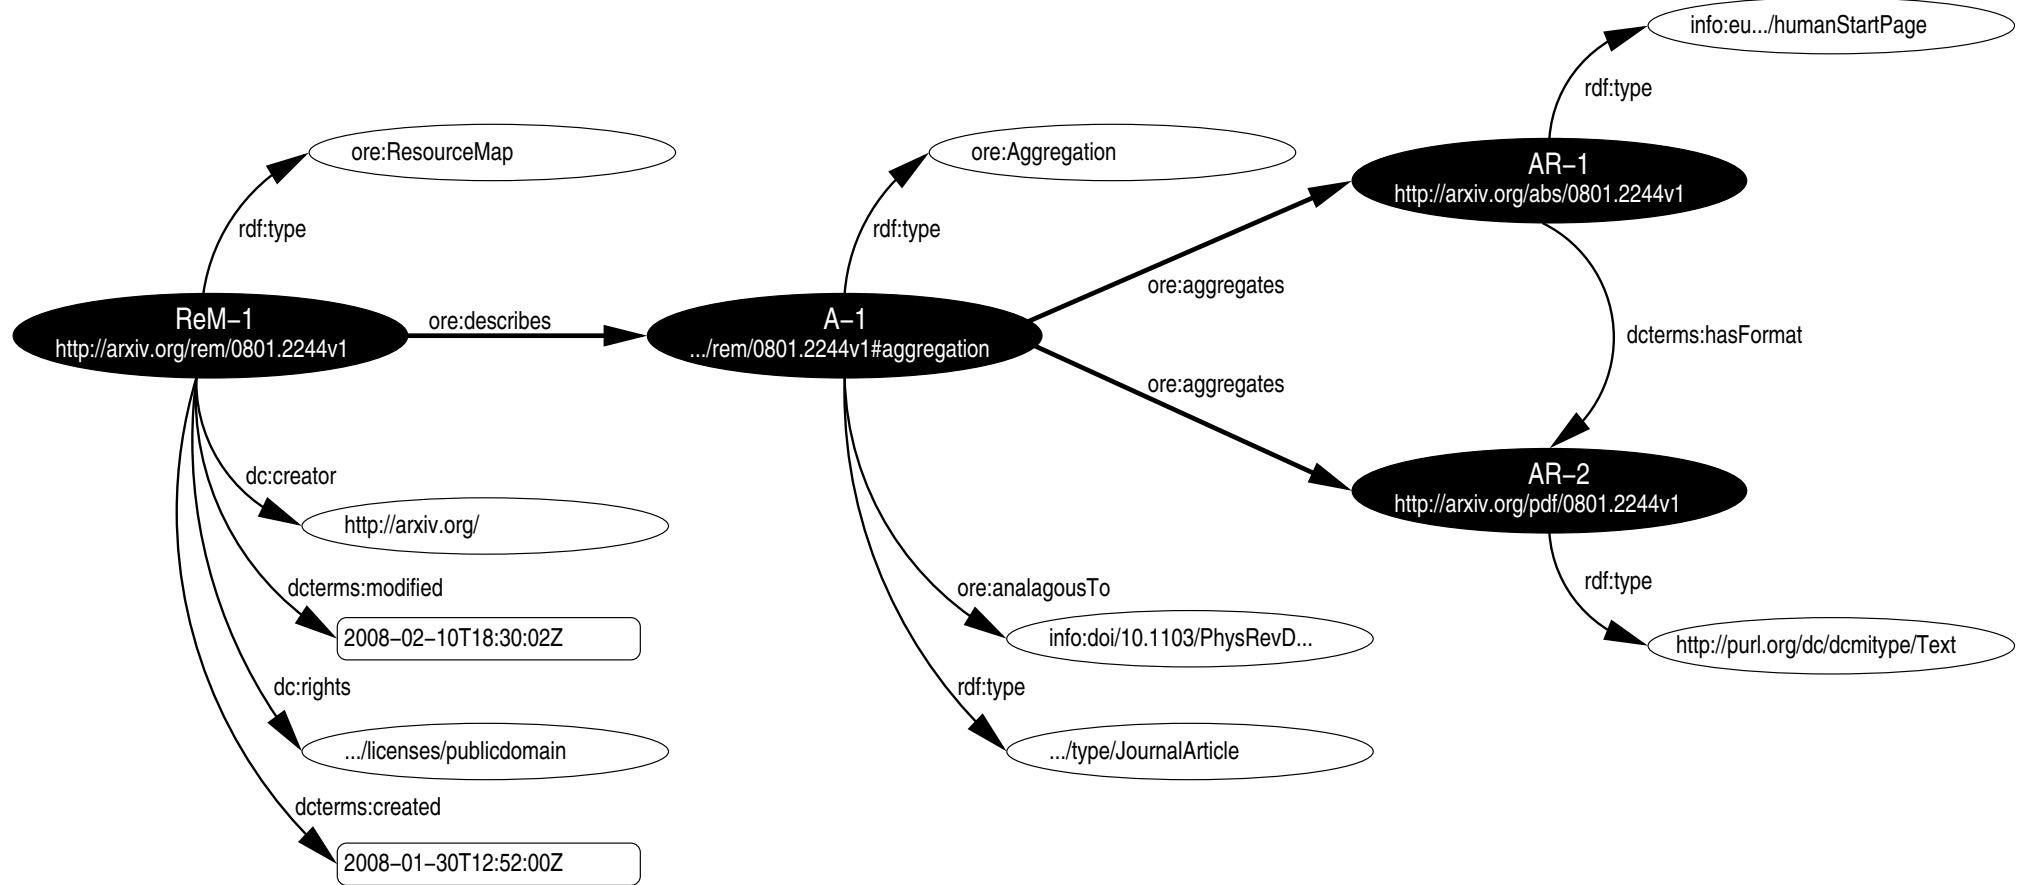 info:eu.../humanStartPage
rdf:type
ore:ResourceMap
ore:Aggregation
AR–1
http://arxiv.org/abs/0801.2244v1
rdf:type
rdf:type
ore:aggregates
ReM–1
http://arxiv.org/rem/0801.2244v1
ore:describes
A–1
.../rem/0801.2244v1#aggregation
dcterms:hasFormat
ore:aggregates
AR–2
http://arxiv.org/pdf/0801.2244v1
dc:creator
http://arxiv.org/
dcterms:modified
ore:analagousTo
rdf:type
2008–02–10T18:30:02Z
info:doi/10.1103/PhysRevD...
http://purl.org/dc/dcmitype/Text
dc:rights
rdf:type
.../licenses/publicdomain
.../type/JournalArticle
dcterms:created
2008–01–30T12:52:00Z